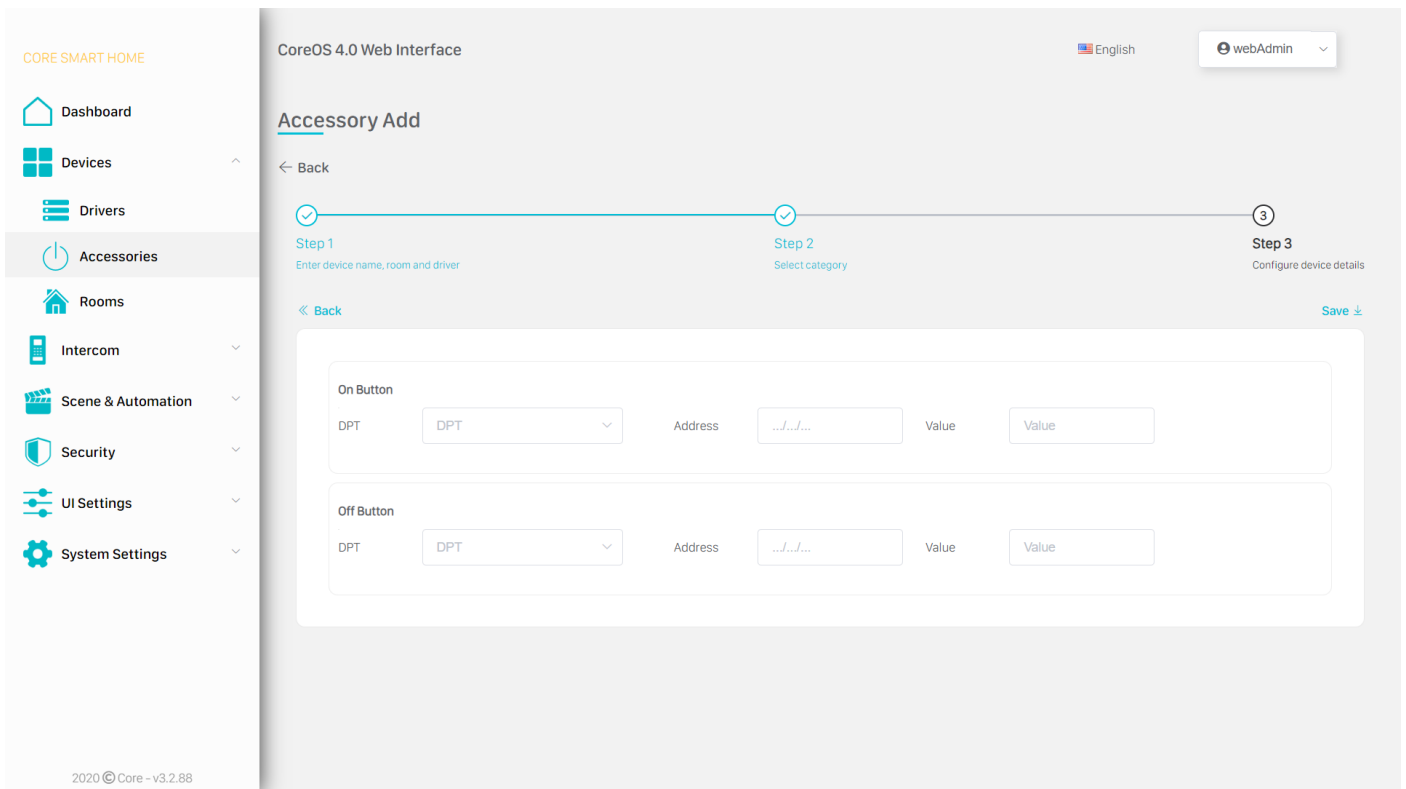 CORE SMART HOME
Dashboard
Devices
Drivers
Accessories
Rooms
Intercom
Scene & Automation
Security
UI Settings
System Settings
2020 © Core - v3.2.88
CoreOS 4.0 Web Interface
English
webAdmin
Accessory Add
Back
3
Step 1
Step 2
Step 3
Enter device name, room and driver
Select category
Configure device details
Back
Save
On Button
DPT DPT Address .../.../... Value Value
Off Button
DPT DPT Address .../.../... Value Value